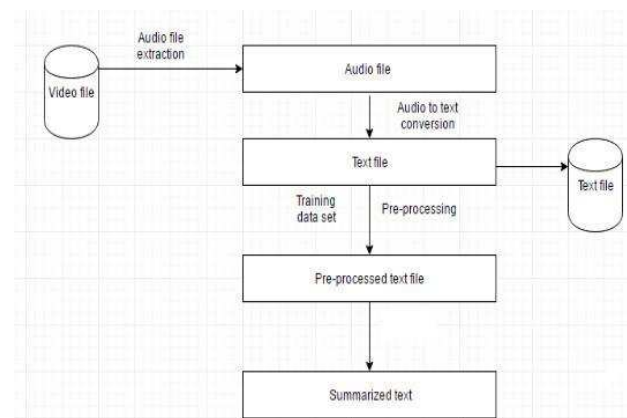 Audio file
extraction
Video file
Audio file
Audio to text
conversion
Text file
Text file
Training
data set
Pre-processing
Pre-processed text file
Summarized text